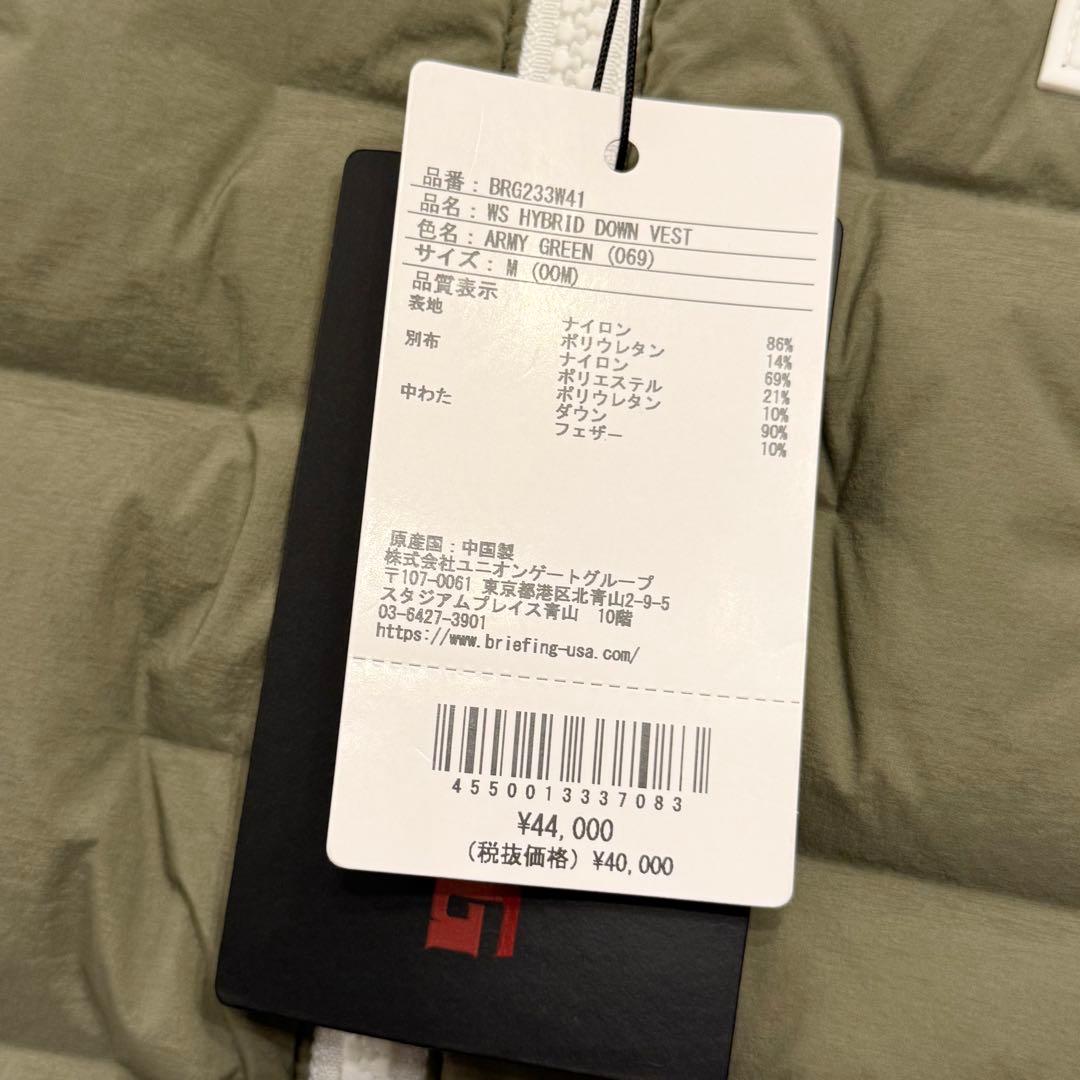 品番：BRG233W41
品名：WS HYBRID DOWN VEST
色名：ARMY GREEN (069)
サイズ：M (OOM)
品質表示
表地 ナイロン 86%
ポリウレタン 14%
別布 ナイロン 69%
ポリエステル 21%
ポリウレタン 10%
中わた ダウン 90%
フェザー 10%
原産国：中国製
株式会社ユニオンゲートグループ
〒107-0061 東京都港区北青山2-9-5
スタジアムプレイス青山 10階
03-6427-3901
https://www.briefing-usa.com/
4550013337083
¥44,000
（税抜価格）¥40,000
G